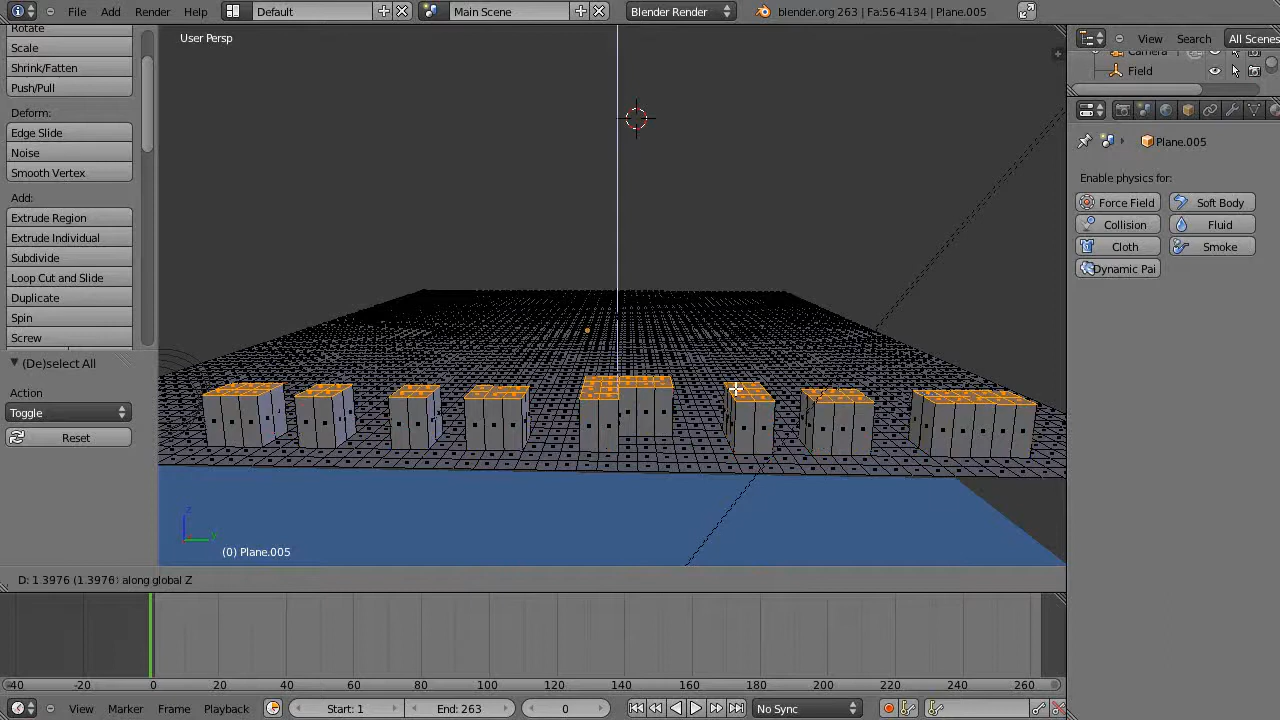 File Add Render Help Default Main Scene Blender Render blender.org 263 | Fa:56-4134 | Plane.005
Rotate
Scale
Shrink/Fatten
Push/Pull
Deform:
Edge Slide
Noise
Smooth Vertex
Add:
Extrude Region
Extrude Individual
Subdivide
Loop Cut and Slide
Duplicate
Spin
Screw
(De)select All
Action
Toggle
Reset
User Persp
z
y
(0) Plane.005
D: 1.3976 (1.3976) along global Z
View Search All Scenes
Camera
Field
Plane.005
Enable physics for:
Force Field Soft Body
Collision Fluid
Cloth Smoke
Dynamic Pai
-40 -20 0 20 40 60 80 100 120 140 160 180 200 220 240 260
View Marker Frame Playback Start: 1 End: 263 0 No Sync